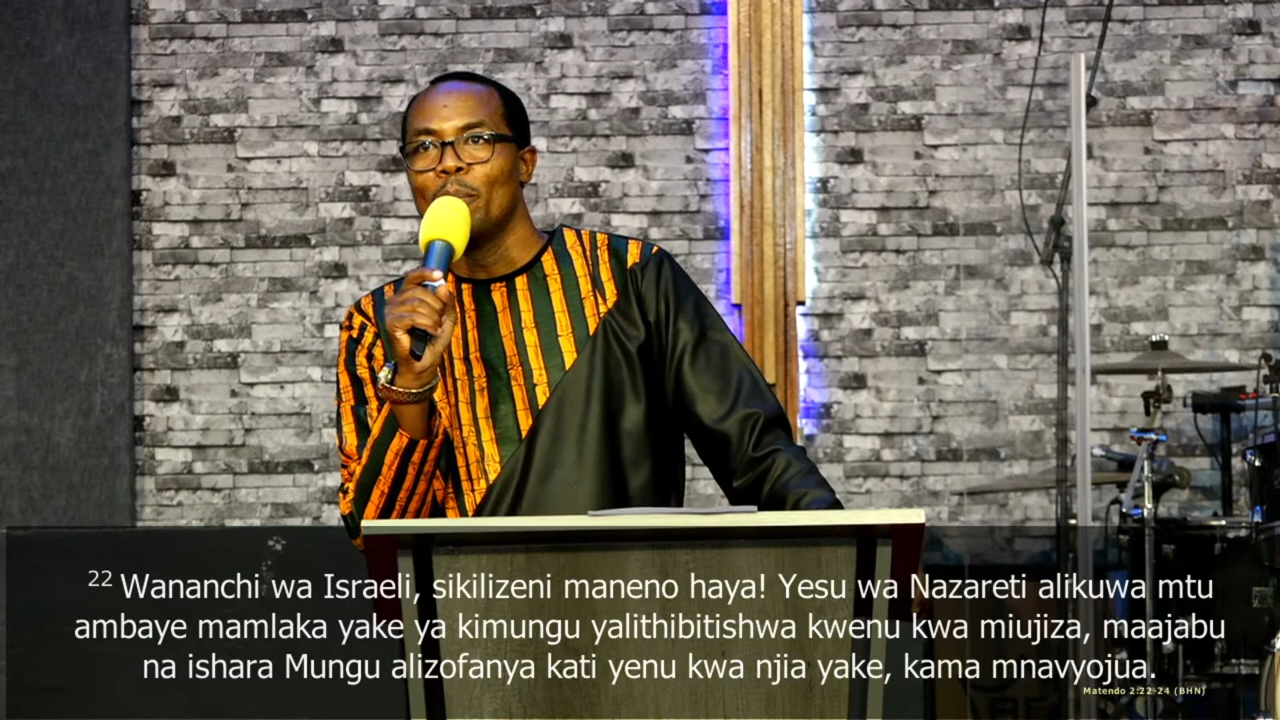 22 Wananchi wa Israeli, sikilizeni maneno haya! Yesu wa Nazareti alikuwa mtu
ambaye mamlaka yake ya kimungu yalithibitishwa kwenu kwa miujiza, maajabu
na ishara Mungu alizofanya kati yenu kwa njia yake, kama mnavyojua.
Matendo 2:22-24 (BHN)